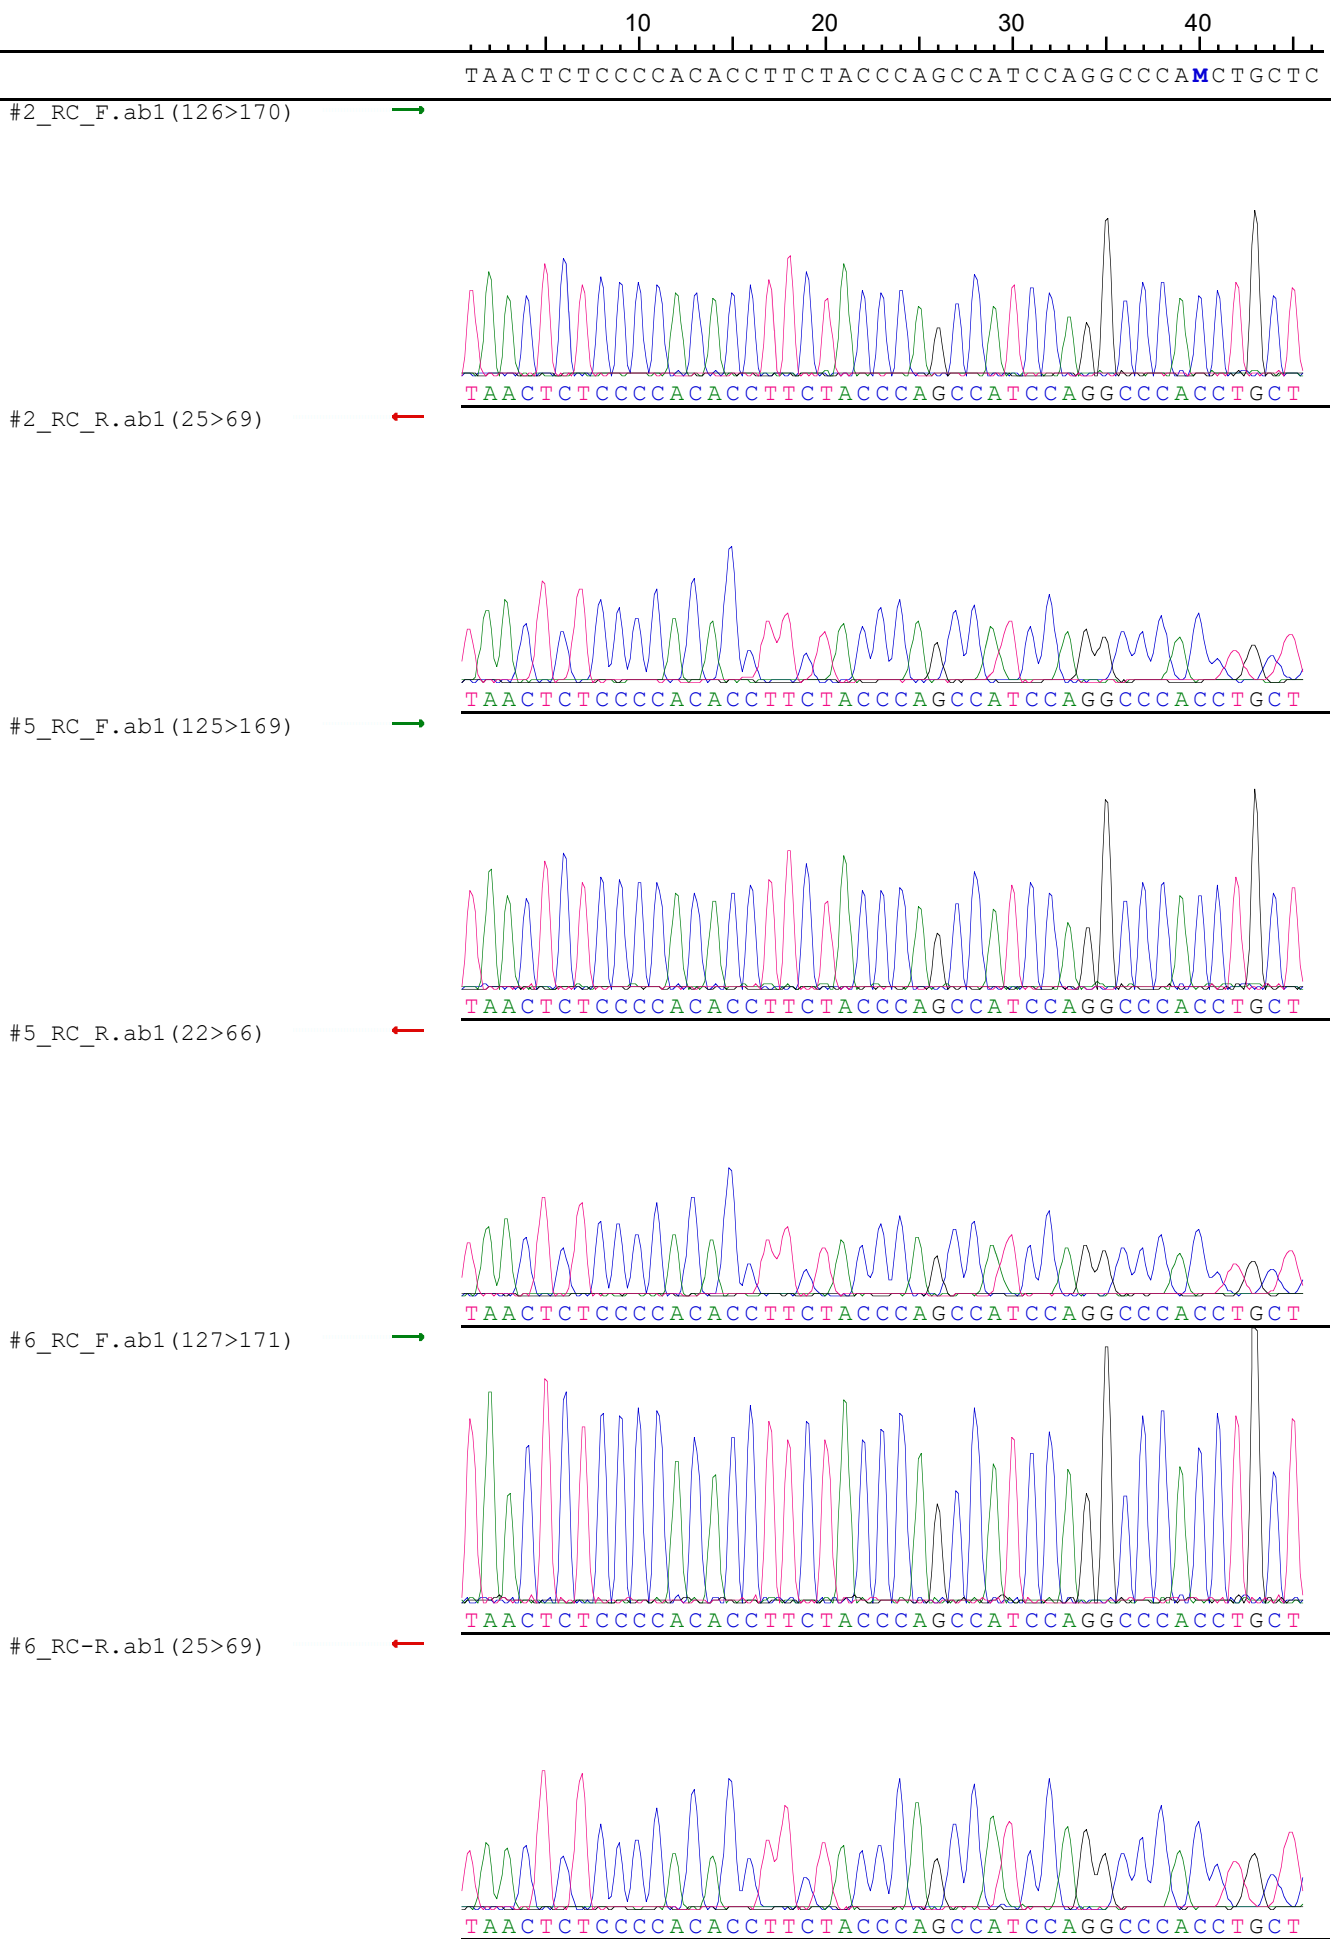 10 20 30 40
TAACTCTCCCCACACCTTCTACCCAGCCATCCAGGCCCAMCTGCTC
#2_RC_F.ab1(126>170)
TAACTCTCCCCACACCTTCTACCCAGCCATCCAGGCCCACCTGCT
#2_RC_R.ab1(25>69)
TAACTCTCCCCACACCTTCTACCCAGCCATCCAGGCCCACCTGCT
#5_RC_F.ab1(125>169)
TAACTCTCCCCACACCTTCTACCCAGCCATCCAGGCCCACCTGCT
#5_RC_R.ab1(22>66)
TAACTCTCCCCACACCTTCTACCCAGCCATCCAGGCCCACCTGCT
#6_RC_F.ab1(127>171)
TAACTCTCCCCACACCTTCTACCCAGCCATCCAGGCCCACCTGCT
#6_RC-R.ab1(25>69)
TAACTCTCCCCACACCTTCTACCCAGCCATCCAGGCCCACCTGCT